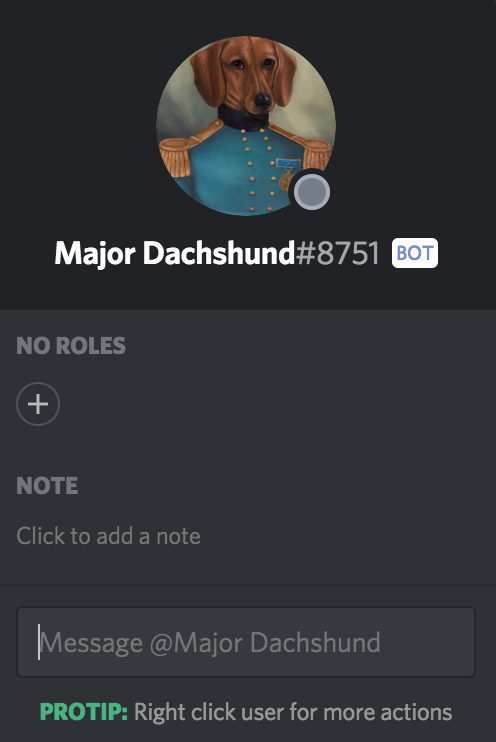 Major Dachshund#8751 BOT
NO ROLES
NOTE
Click to add a note
Message @Major Dachshund
PROTIP: Right click user for more actions